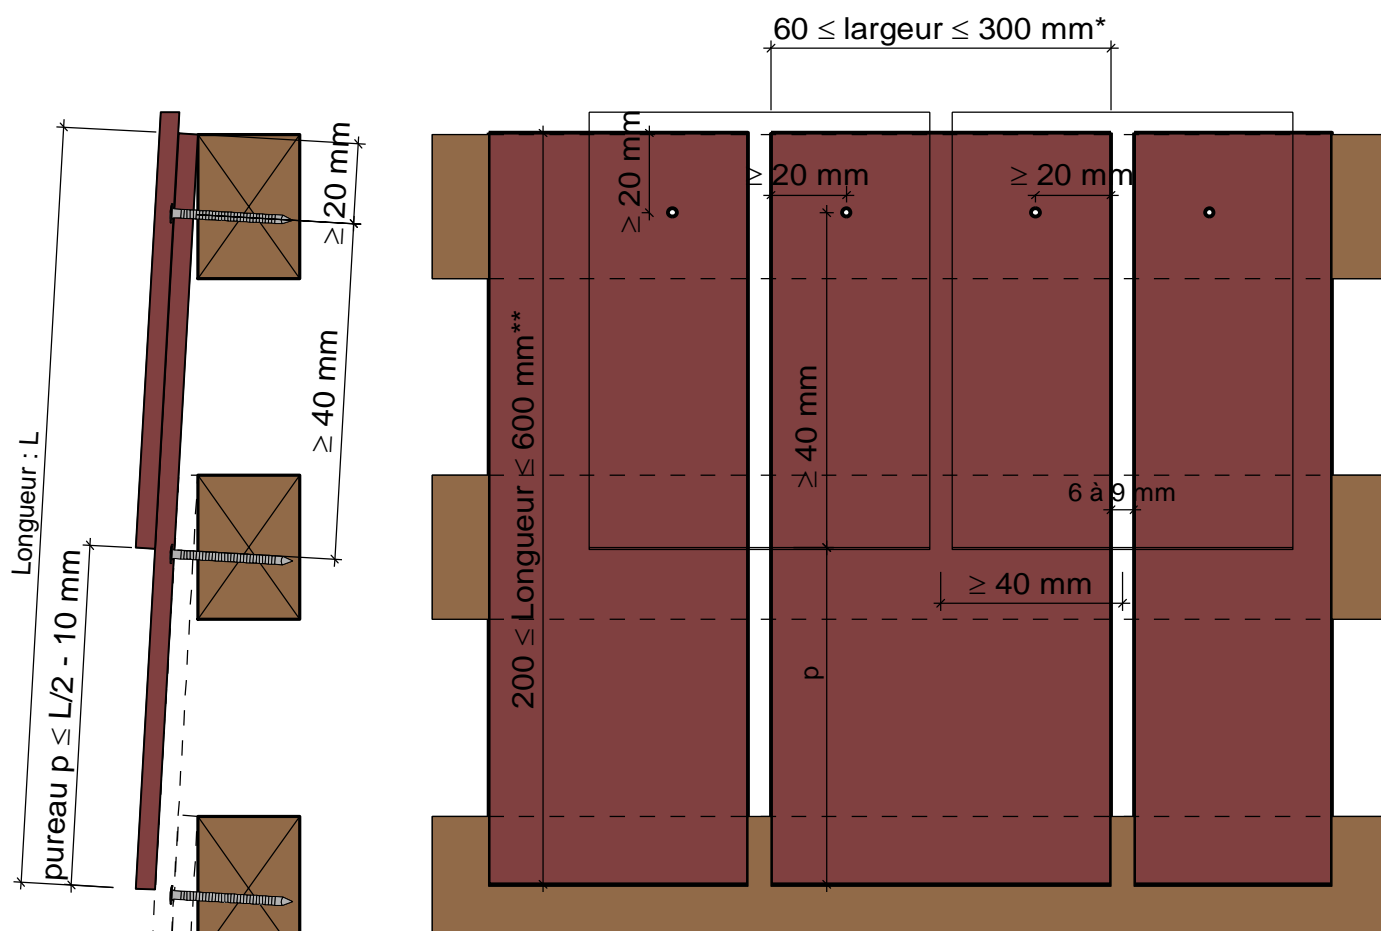 60 ≤ largeur ≤ 300 mm*
≥ 20 mm
≥ 40 mm
Longueur : L
pureau p ≤ L/2 - 10 mm
≥ 20 mm
≥ 20 mm
≥ 20 mm
200 ≤ Longueur ≤ 600 mm**
≥ 40 mm
6 à 9 mm
≥ 40 mm
p